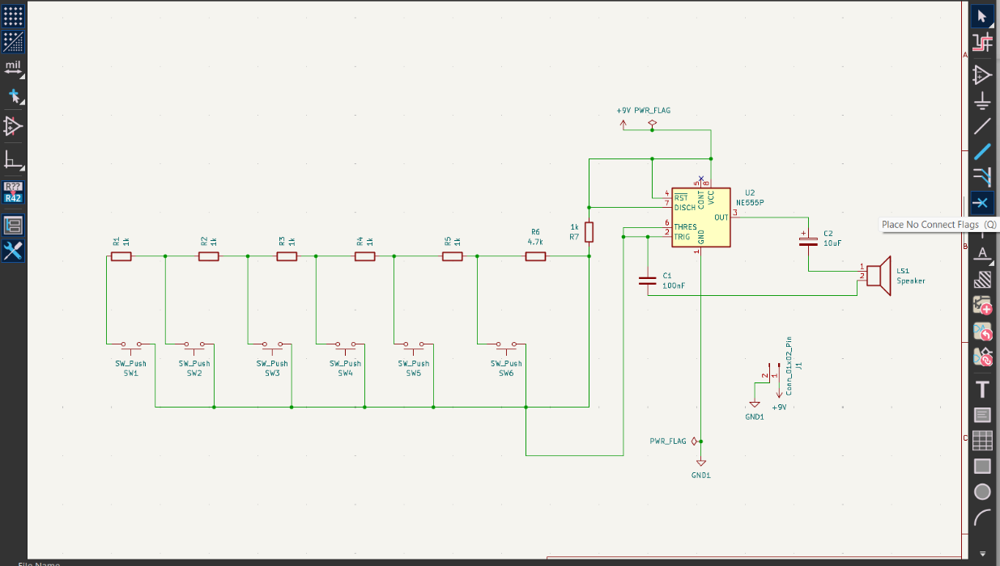 mil
R??
R42
+9V PWR_FLAG
A
U2
NE555P
5
8
CONT
VCC
4
RST
7
DISCH
OUT
3
6
THRES
2
TRIG
GND
1
Place No Connect Flags (Q)
1k
R7
C2
10uF
+
B
A
R1
1k
R2
1k
R3
1k
R4
1k
R5
1k
R6
4.7k
C1
100nF
1
2
LS1
Speaker
SW_Push
SW1
SW_Push
SW2
SW_Push
SW3
SW_Push
SW4
SW_Push
SW5
SW_Push
SW6
Conn_01x02_Pin
J1
2
1
GND1
+9V
T
PWR_FLAG
C
GND1
File Name